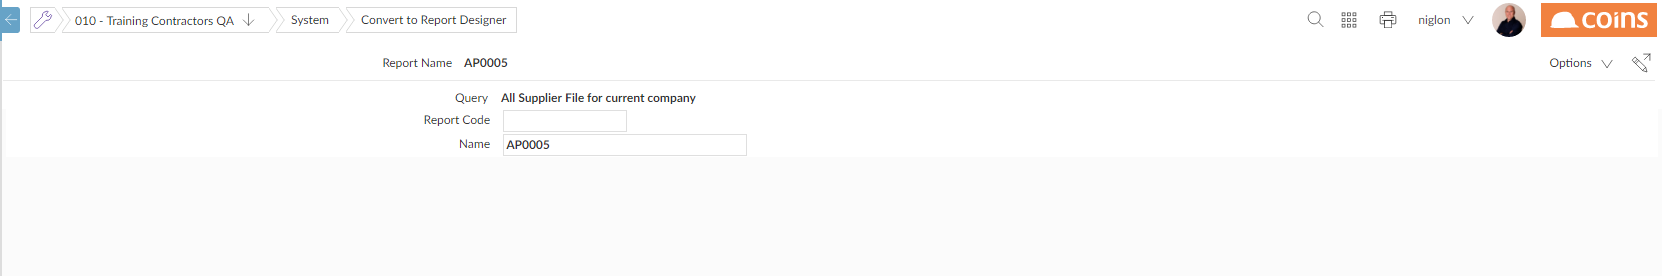 010 - Training Contractors QA System Convert to Report Designer niglon COINS
Report Name AP0005 Options
Query All Supplier File for current company
Report Code
Name AP0005